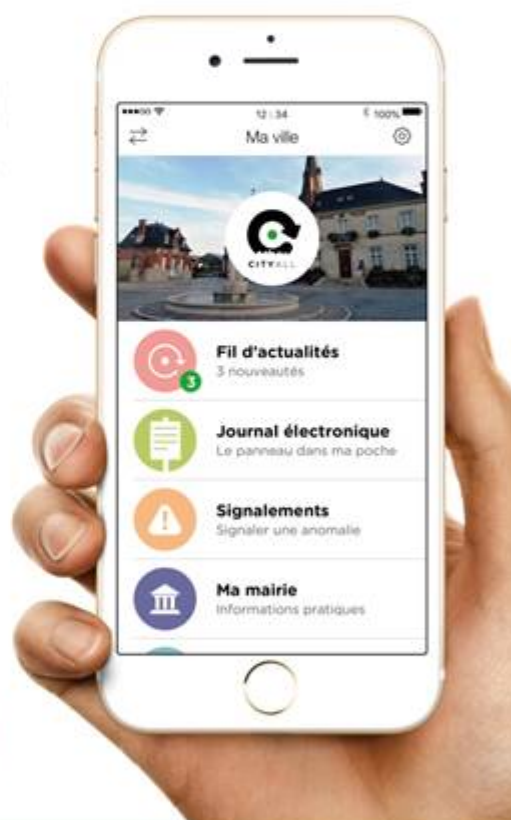 12:34
100%
Ma ville
CITYALL
Fil d'actualités
3 nouveautés
3
Journal électronique
Le panneau dans ma poche
Signalements
Signaler une anomalie
Ma mairie
Informations pratiques